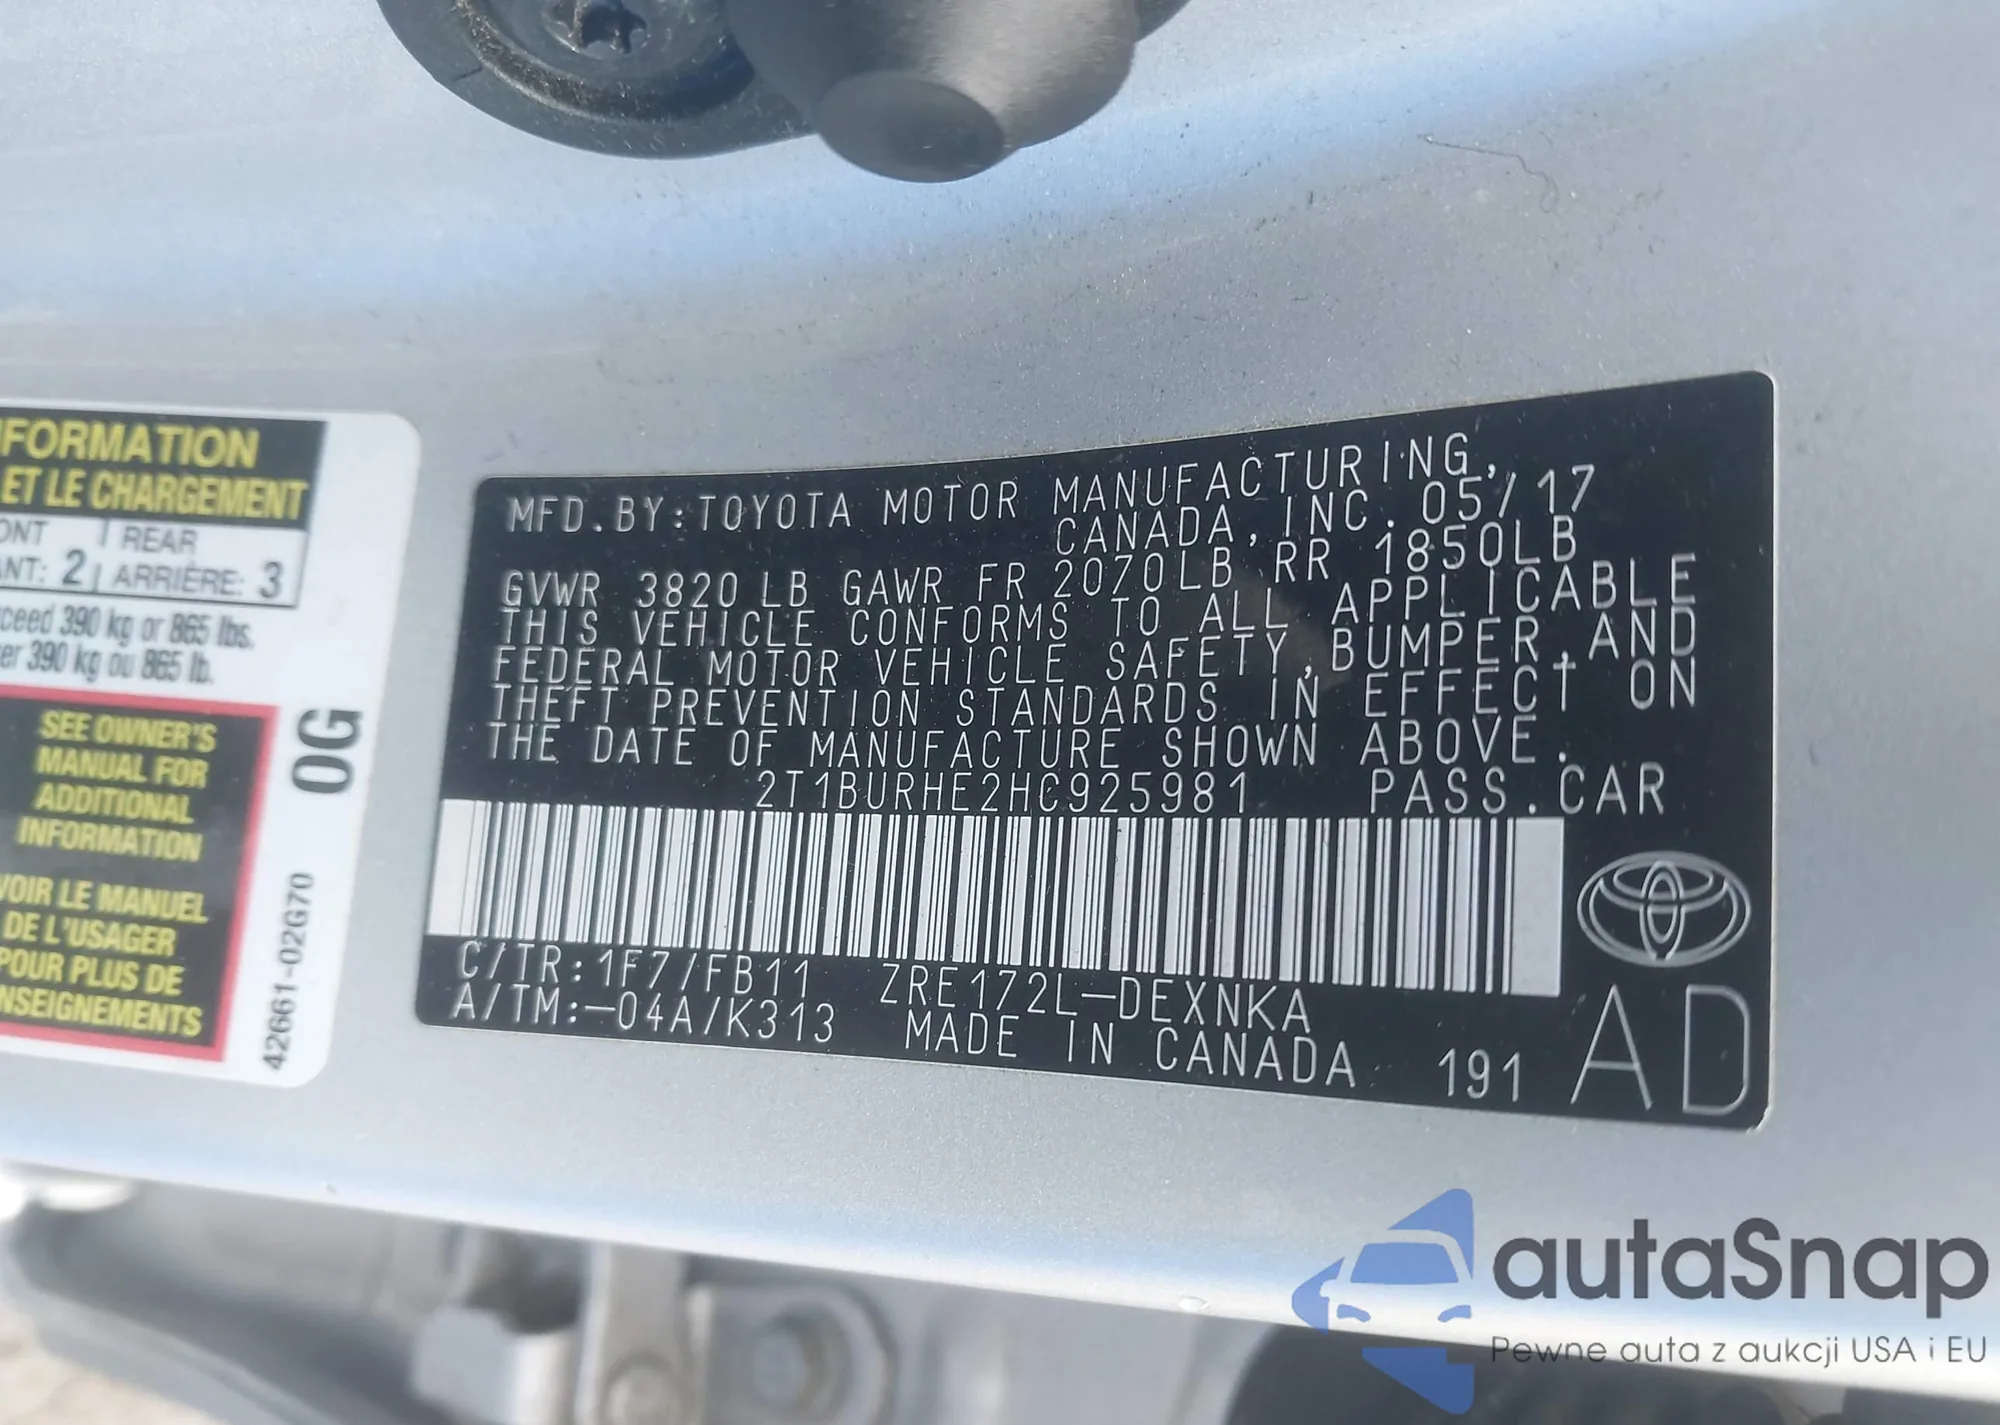 NFORMATION
ET LE CHARGEMENT
ONT | REAR
ANT: 2 | ARRIÈRE: 3
xceed 390 kg or 865 lbs.
er 390 kg ou 865 lb.
SEE OWNER'S
MANUAL FOR
ADDITIONAL
INFORMATION
VOIR LE MANUEL
DE L'USAGER
POUR PLUS DE
NSEIGNEMENTS
0G
42661-02G70
MFD.BY:TOYOTA MOTOR MANUFACTURING,
CANADA,INC. 05/17
GVWR 3820 LB GAWR FR 2070LB RR 1850LB
THIS VEHICLE CONFORMS TO ALL APPLICABLE
FEDERAL MOTOR VEHICLE SAFETY,BUMPER,AND
THEFT PREVENTION STANDARDS IN EFFECT ON
THE DATE OF MANUFACTURE SHOWN ABOVE.
2T1BURHE2HC925981 PASS.CAR
C/TR:1F7/FB11 ZRE172L-DEXNKA
A/TM:-04A/K313 MADE IN CANADA 191 AD
autaSnap
Pewne auta z aukcji USA i EU